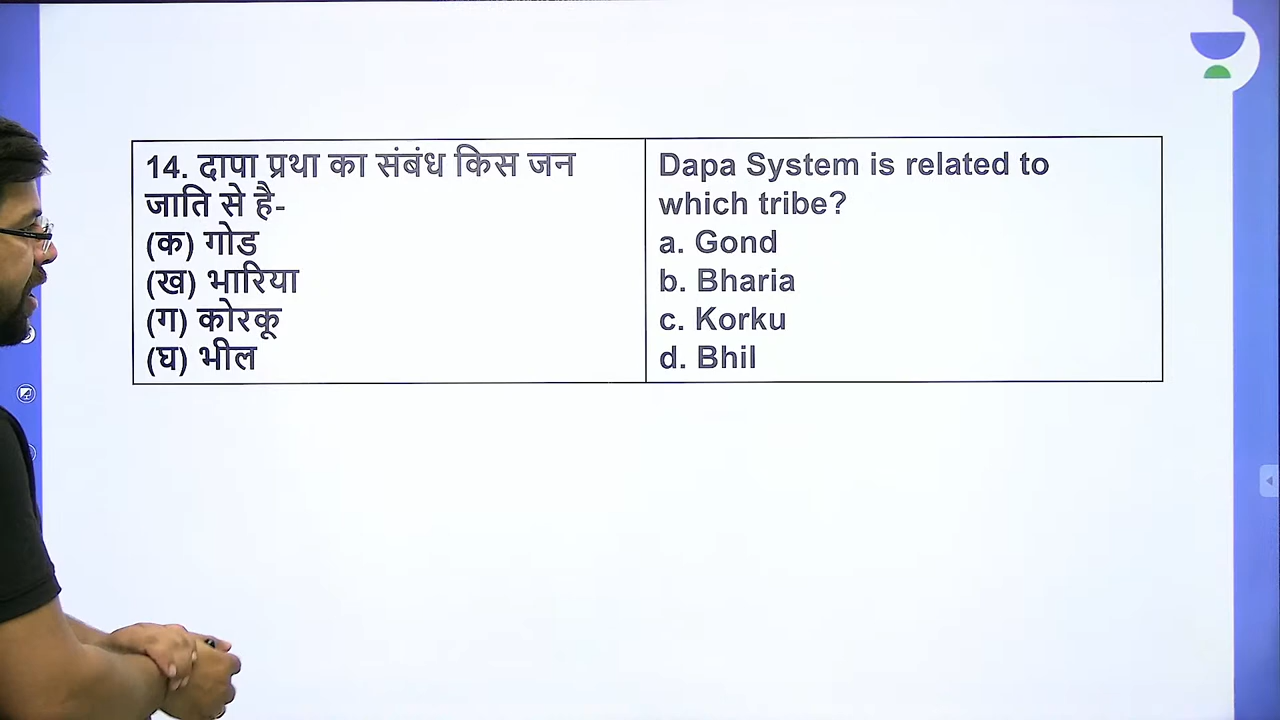 14. दापा प्रथा का संबंध किस जन
जाति से है-
(क) गोड
(ख) भारिया
(ग) कोरकू
(घ) भील
Dapa System is related to
which tribe?
a. Gond
b. Bharia
c. Korku
d. Bhil